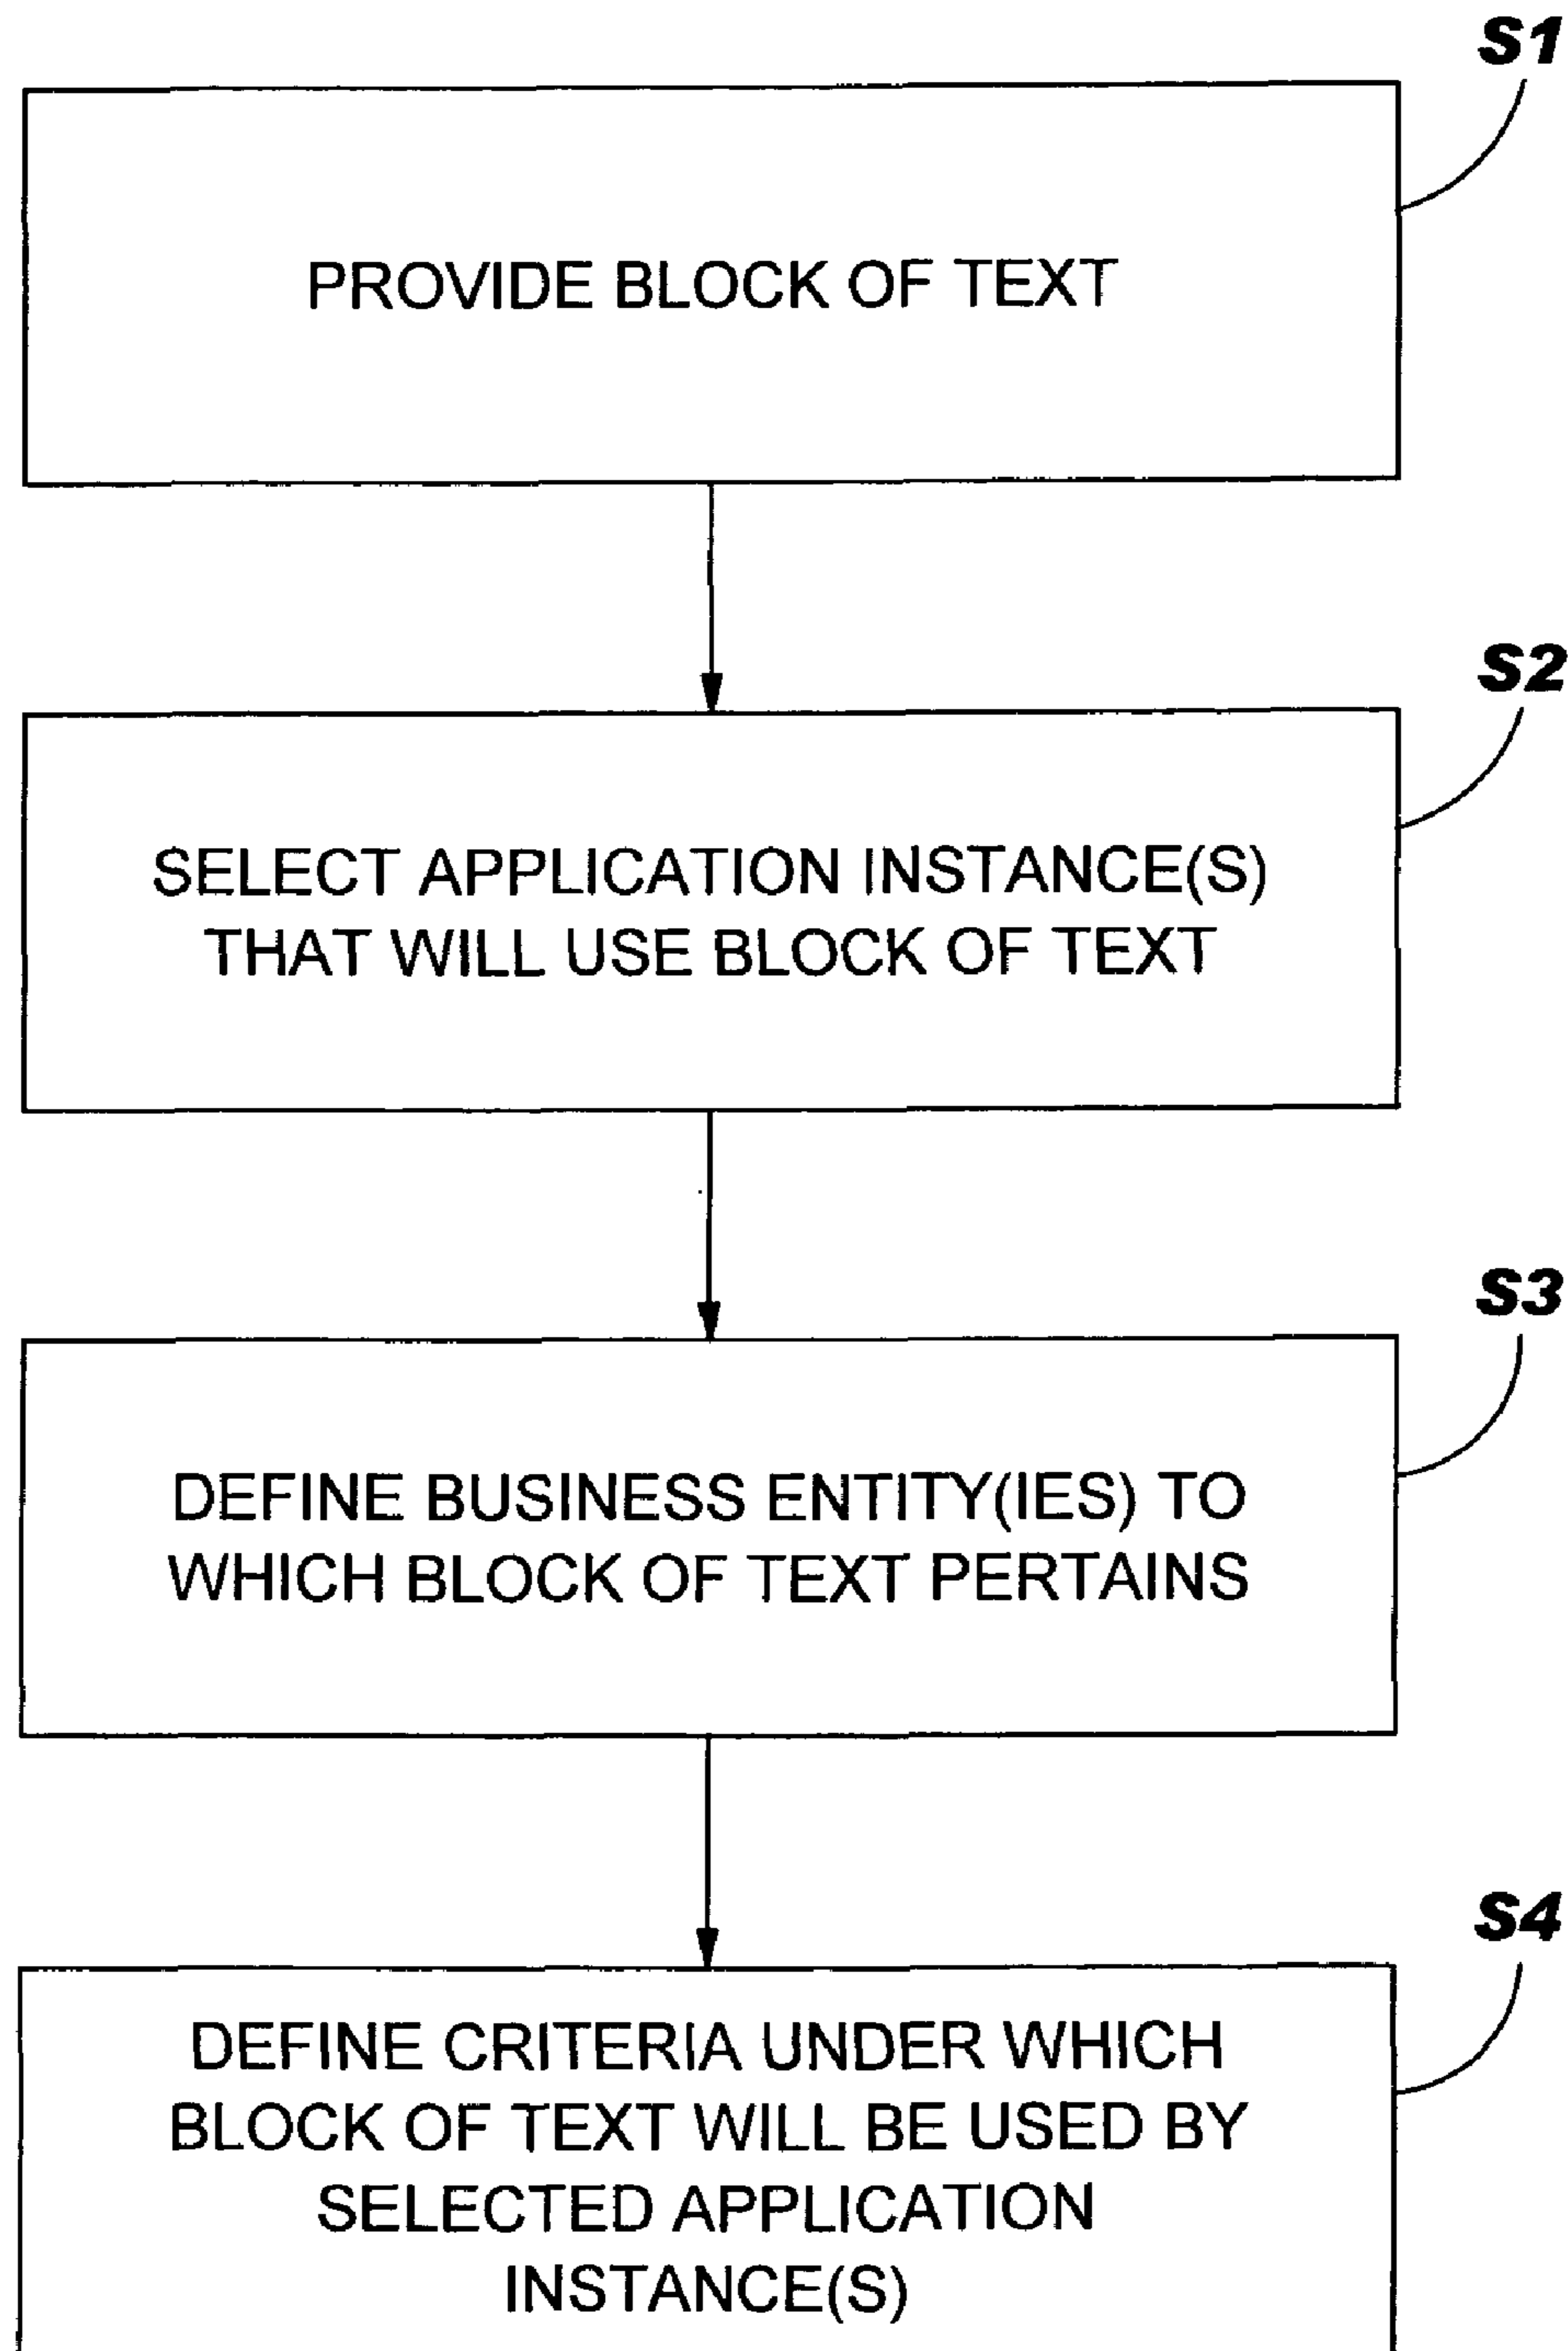 S1
PROVIDE BLOCK OF TEXT
S2
SELECT APPLICATION INSTANCE(S)
THAT WILL USE BLOCK OF TEXT
S3
DEFINE BUSINESS ENTITY(IES) TO
WHICH BLOCK OF TEXT PERTAINS
S4
DEFINE CRITERIA UNDER WHICH
BLOCK OF TEXT WILL BE USED BY
SELECTED APPLICATION
INSTANCE(S)